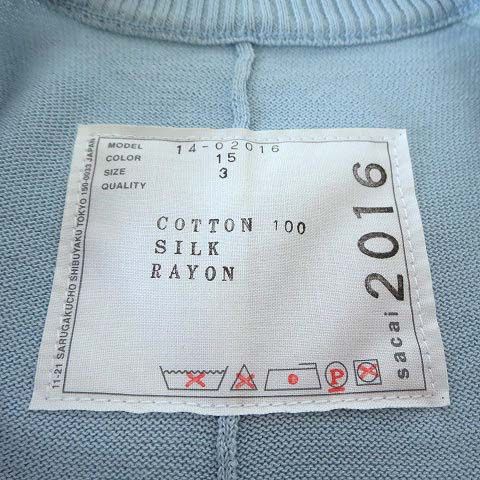 MODEL 14-02016
COLOR 15
SIZE 3
QUALITY
COTTON 100
SILK
RAYON
P
sacai 2016
11-21 SARUGAKUCHO SHIBUYAKU TOKYO 150-0033 JAPAN